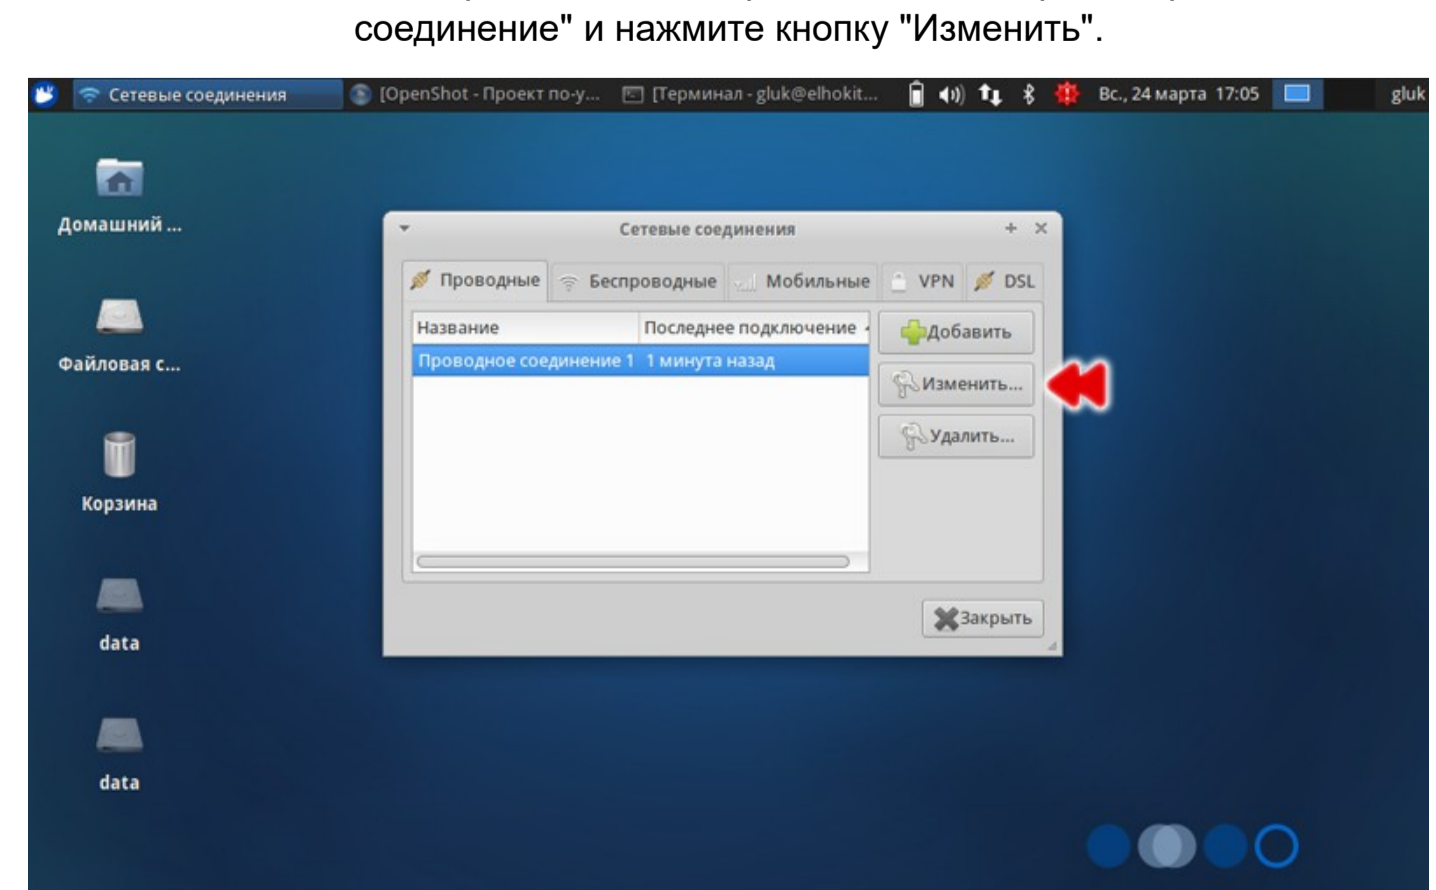 соединение" и нажмите кнопку "Изменить".
Сетевые соединения [OpenShot - Проект по-у... [Терминал - gluk@elhokit... Вс., 24 марта 17:05 gluk
Домашний ...
Файловая с...
Корзина
data
data
Сетевые соединения
Проводные Беспроводные Мобильные VPN DSL
Название Последнее подключение
Проводное соединение 1 1 минута назад
Добавить
Изменить...
Удалить...
Закрыть